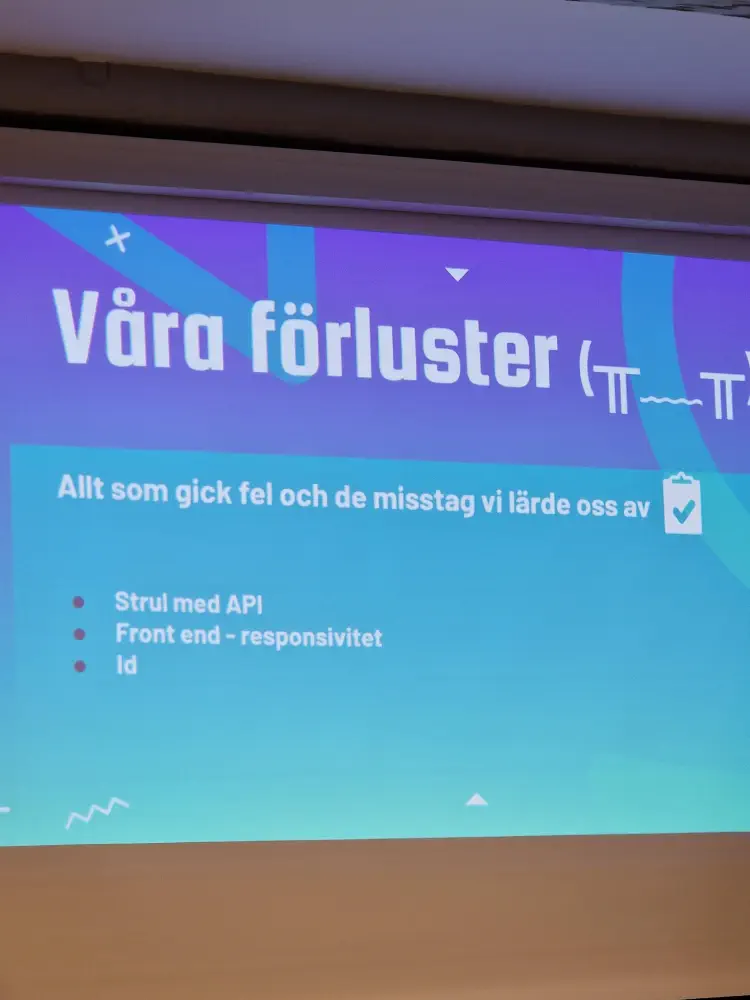 Våra förluster (╥﹏╥)
Allt som gick fel och de misstag vi lärde oss av
Strul med API
Front end - responsivitet
Id